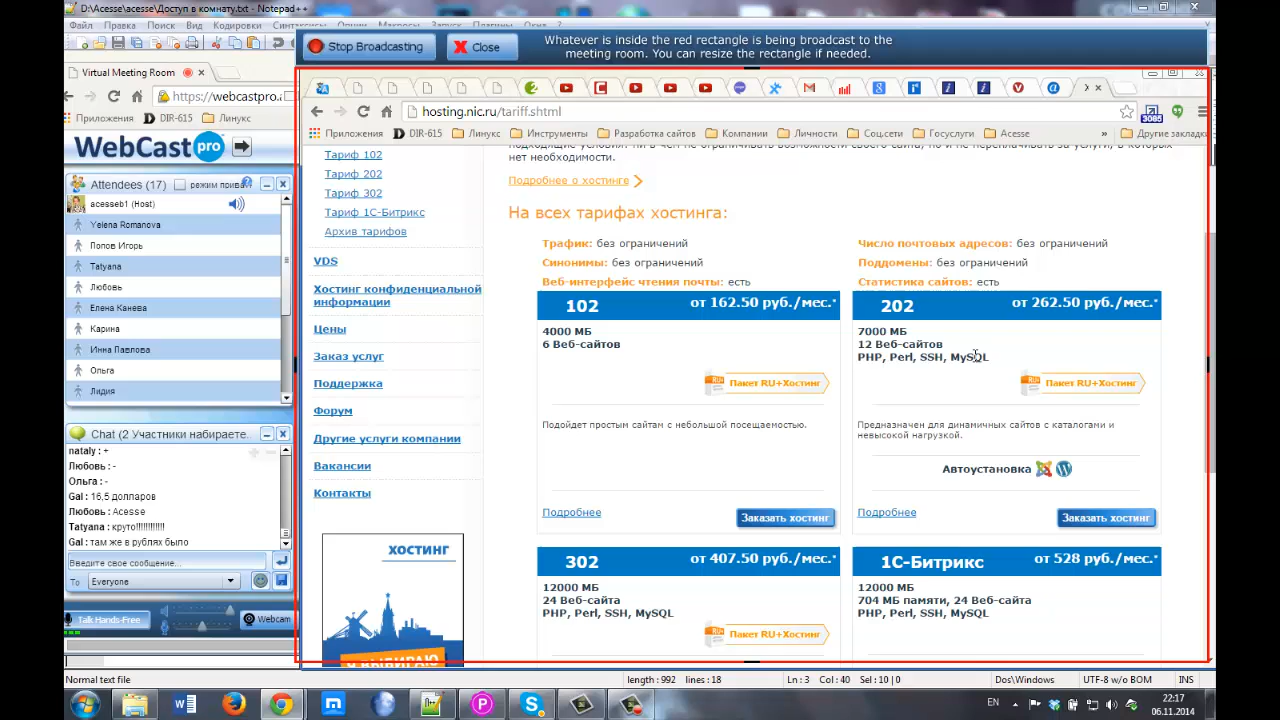 D:\Acesse\acesse\Доступ в комнату.txt - Notepad++
Файл Правка Поиск Вид Кодировки Синтаксисы Опции Макросы Запуск Плагины Окна ?
Stop Broadcasting
Close
Whatever is inside the red rectangle is being broadcast to the
meeting room. You can resize the rectangle if needed.
Virtual Meeting Room
https://webcastpro.
hosting.nic.ru/tariff.shtml
3085
Приложения DIR-615 Линукс
Приложения DIR-615 Линукс Инструменты Разработка сайтов Компании Личности Соц.сети Госуслуги Acesse » Другие закладки
WebCast pro
Attendees (17)
acesseb1 (Host)
Yelena Romanova
Попов Игорь
Tatyana
Любовь
Елена Канева
Карина
Инна Павлова
Ольга
Лидия
Chat (2 Участники набирает...
nataly: +
Любовь: -
Ольга: -
Gal: 16,5 долларов
Любовь: Acesse
Tatyana: круто!!!!!!!!!!!!!
Gal: там же в рублях было
Введите свое сообщение...
To Everyone
Talk Hands-Free
Webcam
Тариф 102
Тариф 202
Тариф 302
Тариф 1С-Битрикс
Архив тарифов
VDS
Хостинг конфиденциальной
информации
Цены
Заказ услуг
Поддержка
Форум
Другие услуги компании
Вакансии
Контакты
ХОСТИНГ
Я ВЫБИРАЮ
нет необходимости.
Подробнее о хостинге
На всех тарифах хостинга:
Трафик: без ограничений
Синонимы: без ограничений
Веб-интерфейс чтения почты: есть
Число почтовых адресов: без ограничений
Поддомены: без ограничений
Статистика сайтов: есть
102 от 162.50 руб./мес.*
4000 МБ
6 Веб-сайтов
Пакет RU+Хостинг
Подойдет простым сайтам с небольшой посещаемостью.
Подробнее
Заказать хостинг
202 от 262.50 руб./мес.*
7000 МБ
12 Веб-сайтов
PHP, Perl, SSH, MySQL
Пакет RU+Хостинг
Предназначен для динамичных сайтов с каталогами и
невысокой нагрузкой.
Автоустановка
Подробнее
Заказать хостинг
302 от 407.50 руб./мес.*
12000 МБ
24 Веб-сайта
PHP, Perl, SSH, MySQL
Пакет RU+Хостинг
1С-Битрикс от 528 руб./мес.*
12000 МБ
704 МБ памяти, 24 Веб-сайта
PHP, Perl, SSH, MySQL
Normal text file length : 992 lines : 18 Ln : 3 Col : 40 Sel : 10 | 0 Dos\Windows UTF-8 w/o BOM INS
EN 22:17
06.11.2014